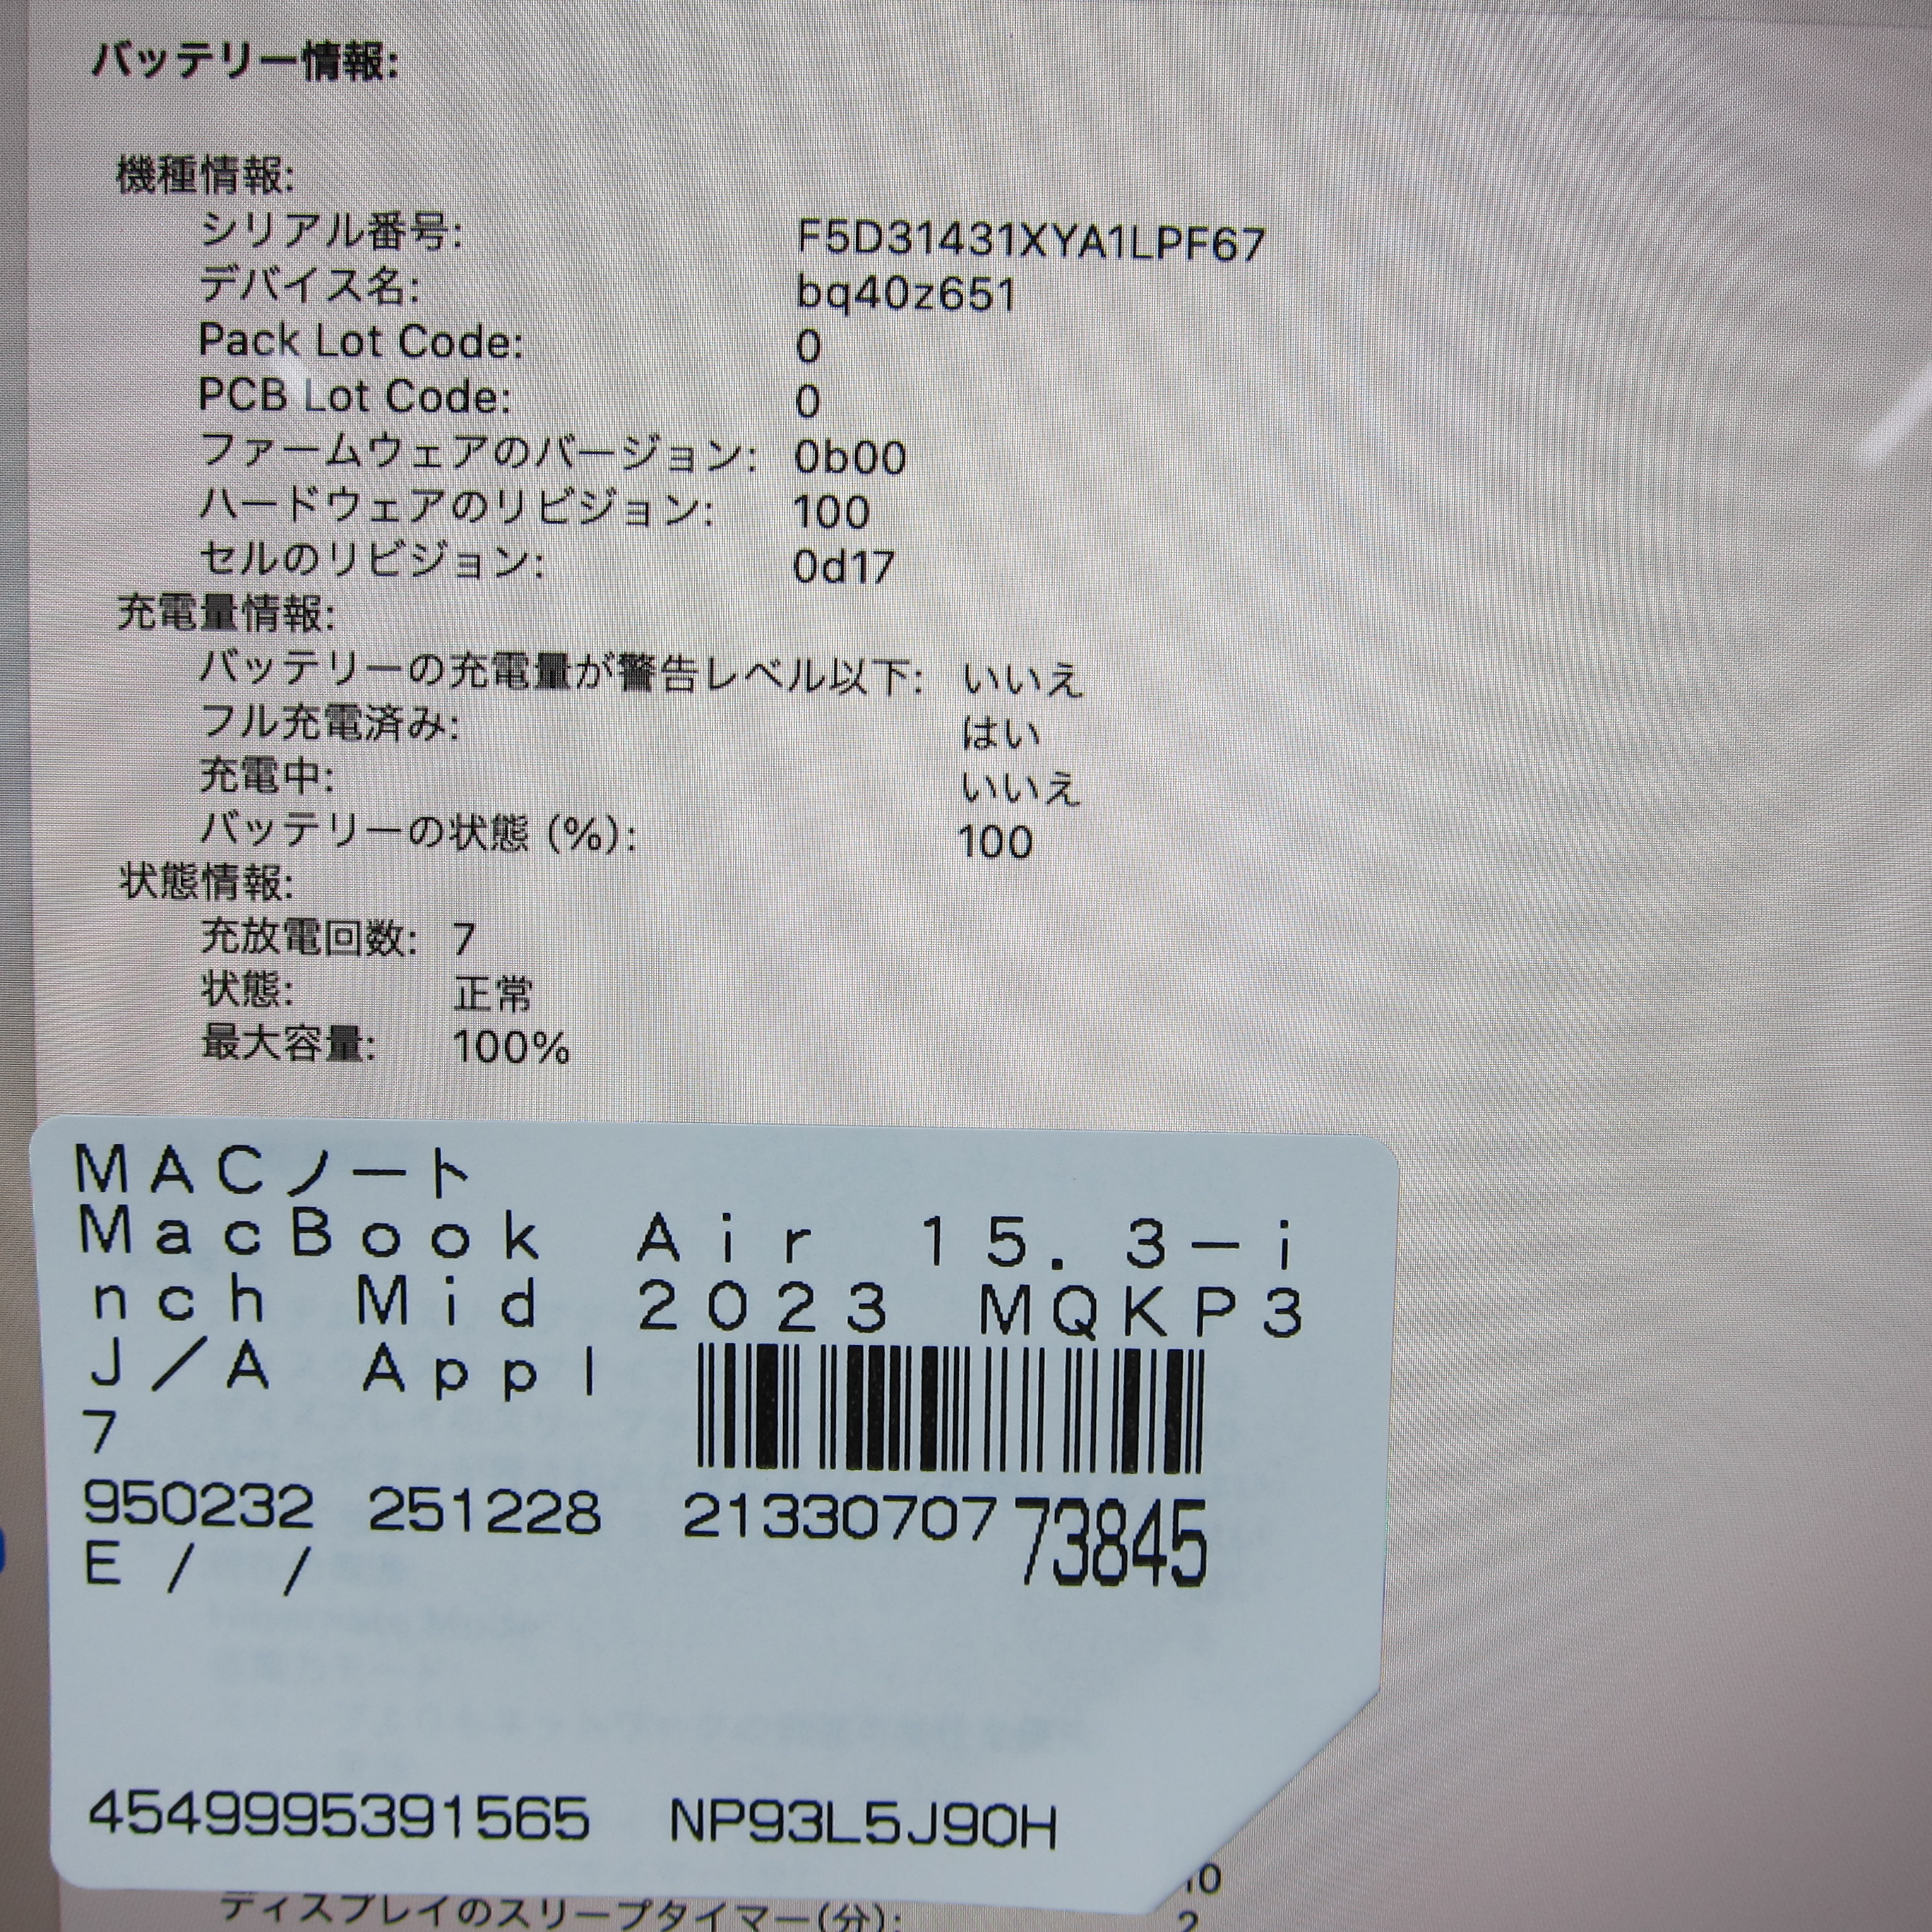 バッテリー情報:
機種情報:
シリアル番号: F5D31431XYA1LPF67
デバイス名: bq40z651
Pack Lot Code: 0
PCB Lot Code: 0
ファームウェアのバージョン: 0b00
ハードウェアのリビジョン: 100
セルのリビジョン: 0d17
充電量情報:
バッテリーの充電量が警告レベル以下: いいえ
フル充電済み: はい
充電中: いいえ
バッテリーの状態 (%): 100
状態情報:
充放電回数: 7
状態: 正常
最大容量: 100%
MACノート
MacBook Air 15.3-i
nch Mid 2023 MQKP3
J/A Appl
7
950232 251228 21330707 73845
E / /
4549995391565 NP93L5J90H
10
ディスプレイのスリープタイマー(分): 2